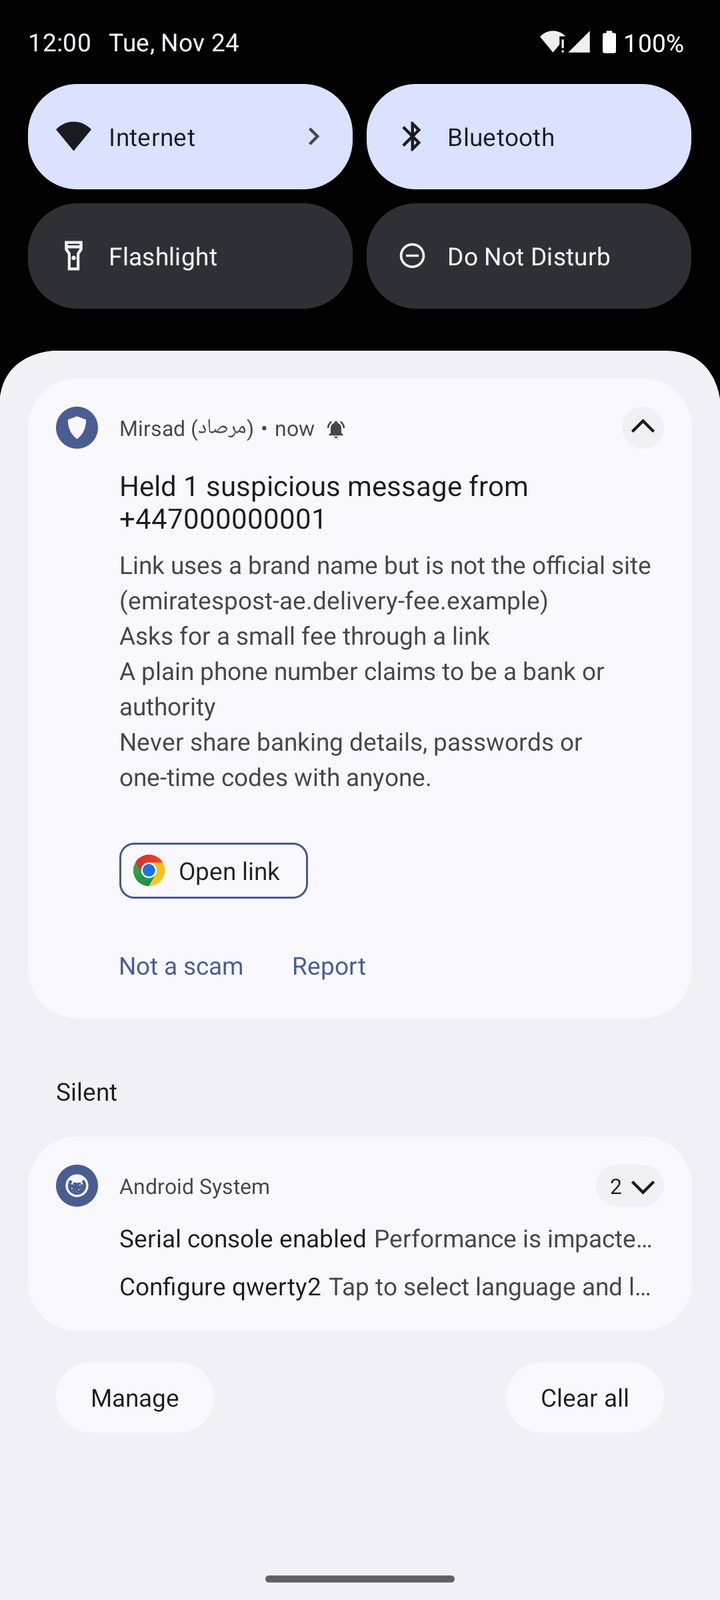 12:00 Tue, Nov 24
100%
Internet
Bluetooth
Flashlight
Do Not Disturb
Mirsad (مرصاد) • now
Held 1 suspicious message from
+447000000001
Link uses a brand name but is not the official site
(emiratespost-ae.delivery-fee.example)
Asks for a small fee through a link
A plain phone number claims to be a bank or
authority
Never share banking details, passwords or
one-time codes with anyone.
Open link
Not a scam Report
Silent
Android System
2
Serial console enabled Performance is impacte…
Configure qwerty2 Tap to select language and l…
Manage
Clear all